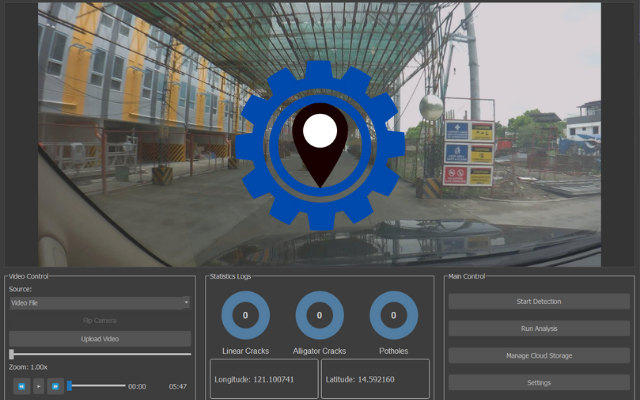 Video Control
Source:
Video File
Flip Camera
Upload Video
Zoom: 1.00x
00:00
05:47
Statistics Logs
0
0
0
Linear Cracks
Alligator Cracks
Potholes
Longitude: 121.100741
Latitude: 14.592160
Main Control
Start Detection
Run Analysis
Manage Cloud Storage
Settings